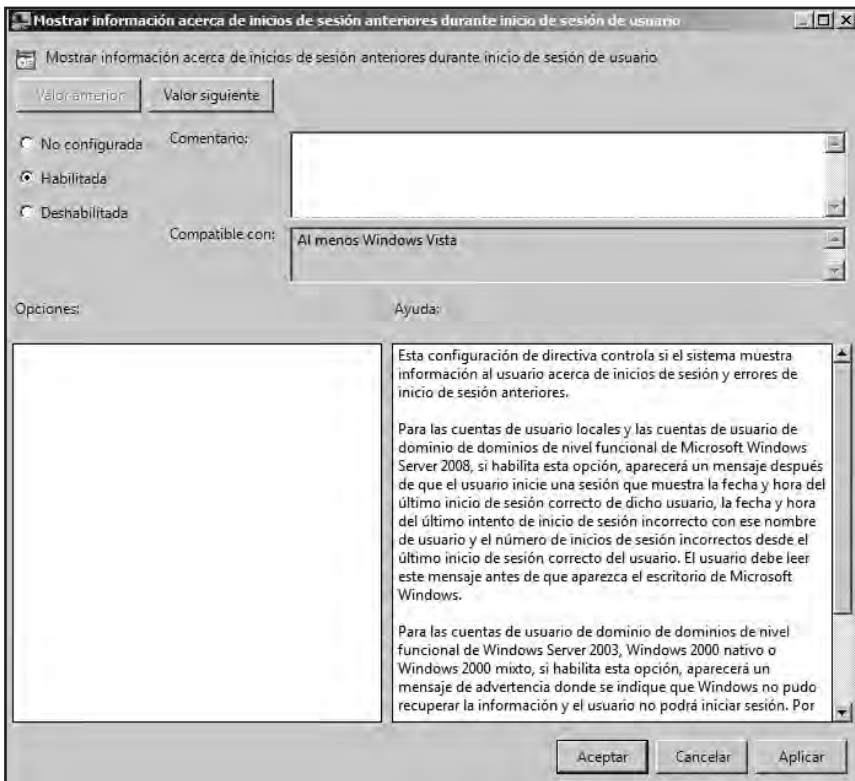 Mostrar información acerca de inicios de sesión anteriores durante inicio de sesión de usuario
Mostrar información acerca de inicios de sesión anteriores durante inicio de sesión de usuario
Valor anterior
Valor siguiente
No configurada
Habilitada
Deshabilitada
Comentario:
Compatible con:
Al menos Windows Vista
Opciones:
Ayuda:
Esta configuración de directiva controla si el sistema muestra
información al usuario acerca de inicios de sesión y errores de
inicio de sesión anteriores.
Para las cuentas de usuario locales y las cuentas de usuario de
dominio de dominios de nivel funcional de Microsoft Windows
Server 2008, si habilita esta opción, aparecerá un mensaje después
de que el usuario inicie una sesión que muestra la fecha y hora del
último inicio de sesión correcto de dicho usuario, la fecha y hora
del último intento de inicio de sesión incorrecto con ese nombre
de usuario y el número de inicios de sesión incorrectos desde el
último inicio de sesión correcto del usuario. El usuario debe leer
este mensaje antes de que aparezca el escritorio de Microsoft
Windows.
Para las cuentas de usuario de dominio de dominios de nivel
funcional de Windows Server 2003, Windows 2000 nativo o
Windows 2000 mixto, si habilita esta opción, aparecerá un
mensaje de advertencia donde se indique que Windows no pudo
recuperar la información y el usuario no podrá iniciar sesión. Por
Aceptar
Cancelar
Aplicar